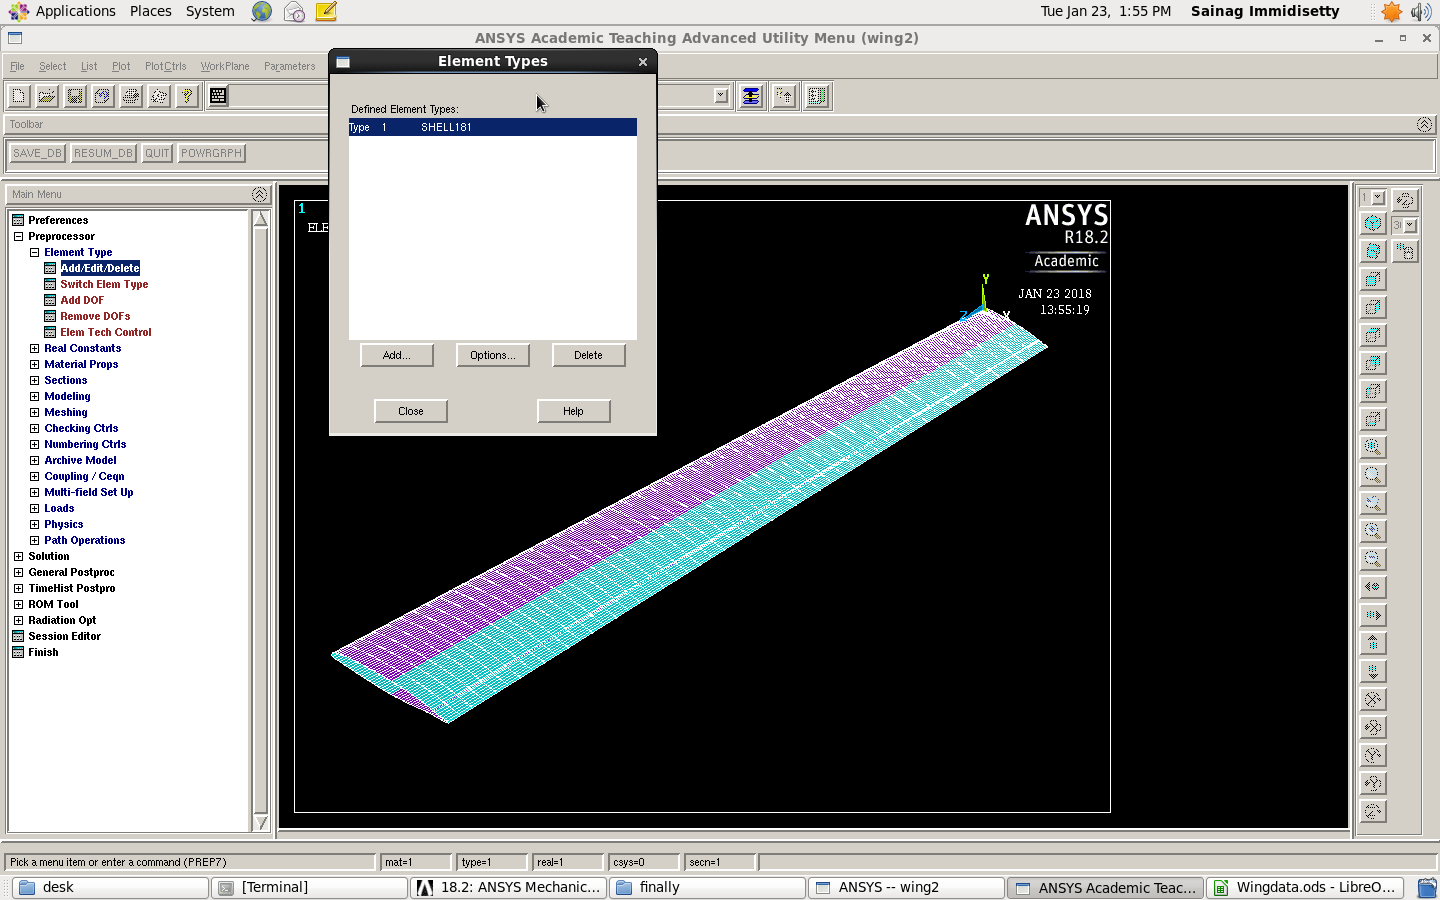 Applications Places System Tue Jan 23, 1:55 PM Sainag Immidisetty
ANSYS Academic Teaching Advanced Utility Menu (wing2)
File Select List Plot PlotCtrls WorkPlane Parameters
Toolbar
SAVE_DB RESUM_DB QUIT POWRGRPH
Main Menu
Preferences
Preprocessor
Element Type
Add/Edit/Delete
Switch Elem Type
Add DOF
Remove DOFs
Elem Tech Control
Real Constants
Material Props
Sections
Modeling
Meshing
Checking Ctrls
Numbering Ctrls
Archive Model
Coupling / Ceqn
Multi-field Set Up
Loads
Physics
Path Operations
Solution
General Postproc
TimeHist Postpro
ROM Tool
Radiation Opt
Session Editor
Finish
Element Types
Defined Element Types:
Type 1 SHELL181
Add... Options... Delete
Close Help
1
ELE
ANSYS
R18.2
Academic
JAN 23 2018
13:55:19
Y
Z X
1
Pick a menu item or enter a command (PREP7) mat=1 type=1 real=1 csys=0 secn=1
desk [Terminal] 18.2: ANSYS Mechanic... finally ANSYS -- wing2 ANSYS Academic Teac... Wingdata.ods - LibreO...